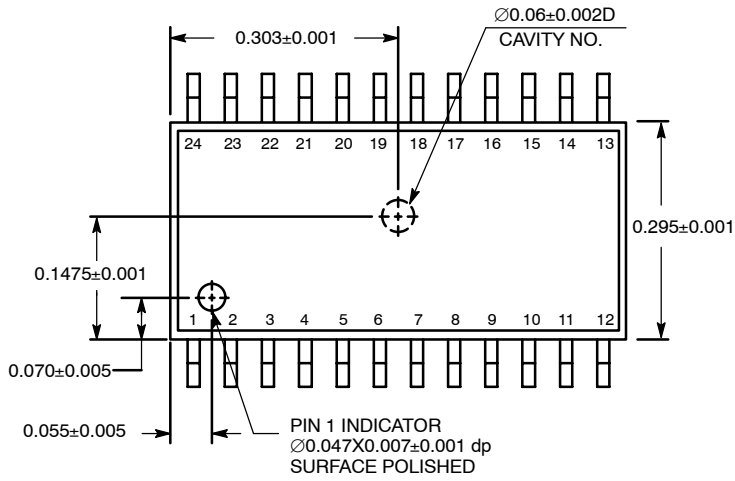 ∅0.06±0.002D
CAVITY NO.
0.303±0.001
24 23 22 21 20 19 18 17 16 15 14 13
0.295±0.001
0.1475±0.001
1 2 3 4 5 6 7 8 9 10 11 12
0.070±0.005
0.055±0.005
PIN 1 INDICATOR
∅0.047X0.007±0.001 dp
SURFACE POLISHED